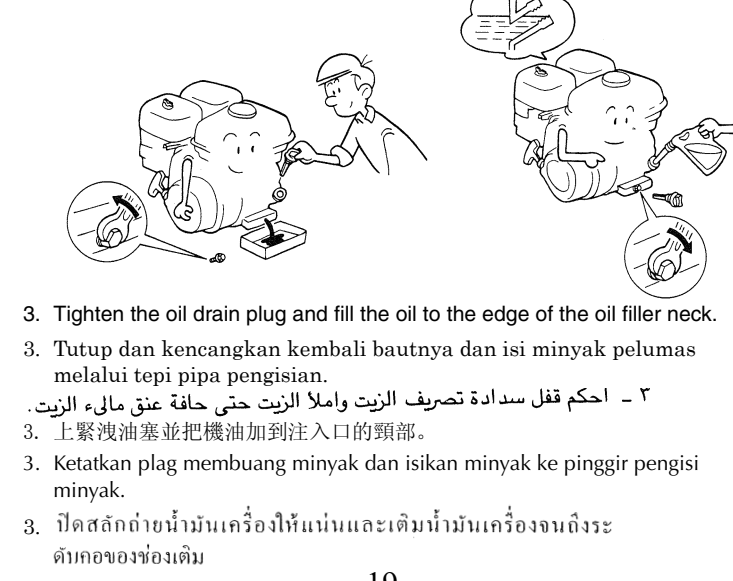 3. Tighten the oil drain plug and fill the oil to the edge of the oil filler neck.
3. Tutup dan kencangkan kembali bautnya dan isi minyak pelumas
melalui tepi pipa pengisian.
٣ ـ احكم قفل سدادة تصريف الزيت واملأ الزيت حتى حافة عنق مالىء الزيت.
3. 上緊洩油塞並把機油加到注入口的頸部。
3. Ketatkan plag membuang minyak dan isikan minyak ke pinggir pengisi
minyak.
3. ปิดสลักถ่ายน้ำมันเครื่องให้แน่นและเติมน้ำมันเครื่องจนถึงระ
ดับคอของช่องเติม